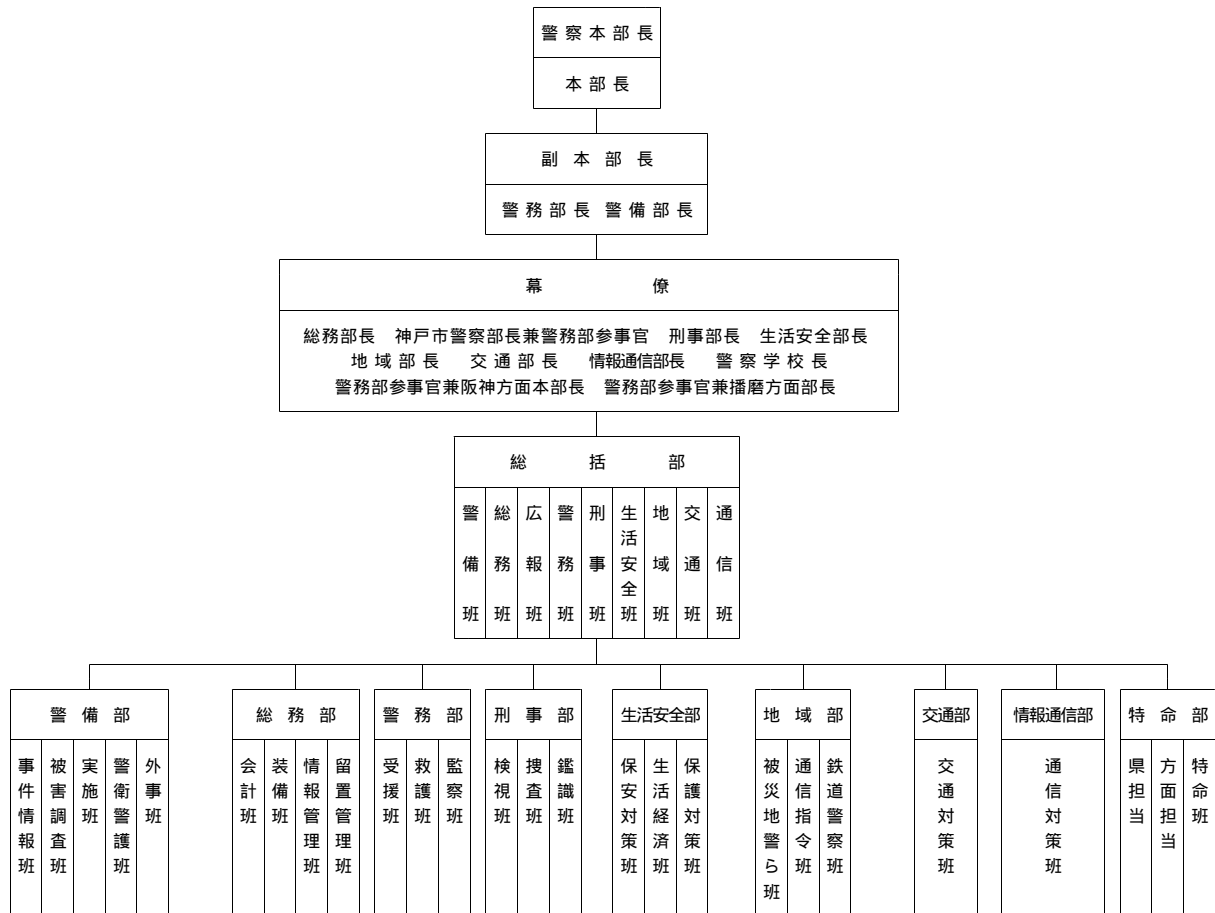 警察本部長
本部長
副本部長
警務部長 警備部長
幕僚
総務部長 神戸市警察部長兼警務部参事官 刑事部長 生活安全部長
地域部長 交通部長 情報通信部長 警察学校長
警務部参事官兼阪神方面本部長 警務部参事官兼播磨方面部長
総括部
警備班
総務班
広報班
警務班
刑事班
生活安全班
地域班
交通班
通信班
警備部
事件情報班
被害調査班
実施班
警衛警護班
外事班
総務部
会計班
装備班
情報管理班
留置管理班
警務部
受援班
救護班
監察班
刑事部
検視班
捜査班
鑑識班
生活安全部
保安対策班
生活経済班
保護対策班
地域部
被災地警ら班
通信指令班
鉄道警察班
交通部
交通対策班
情報通信部
通信対策班
特命部
県担当
方面担当
特命班